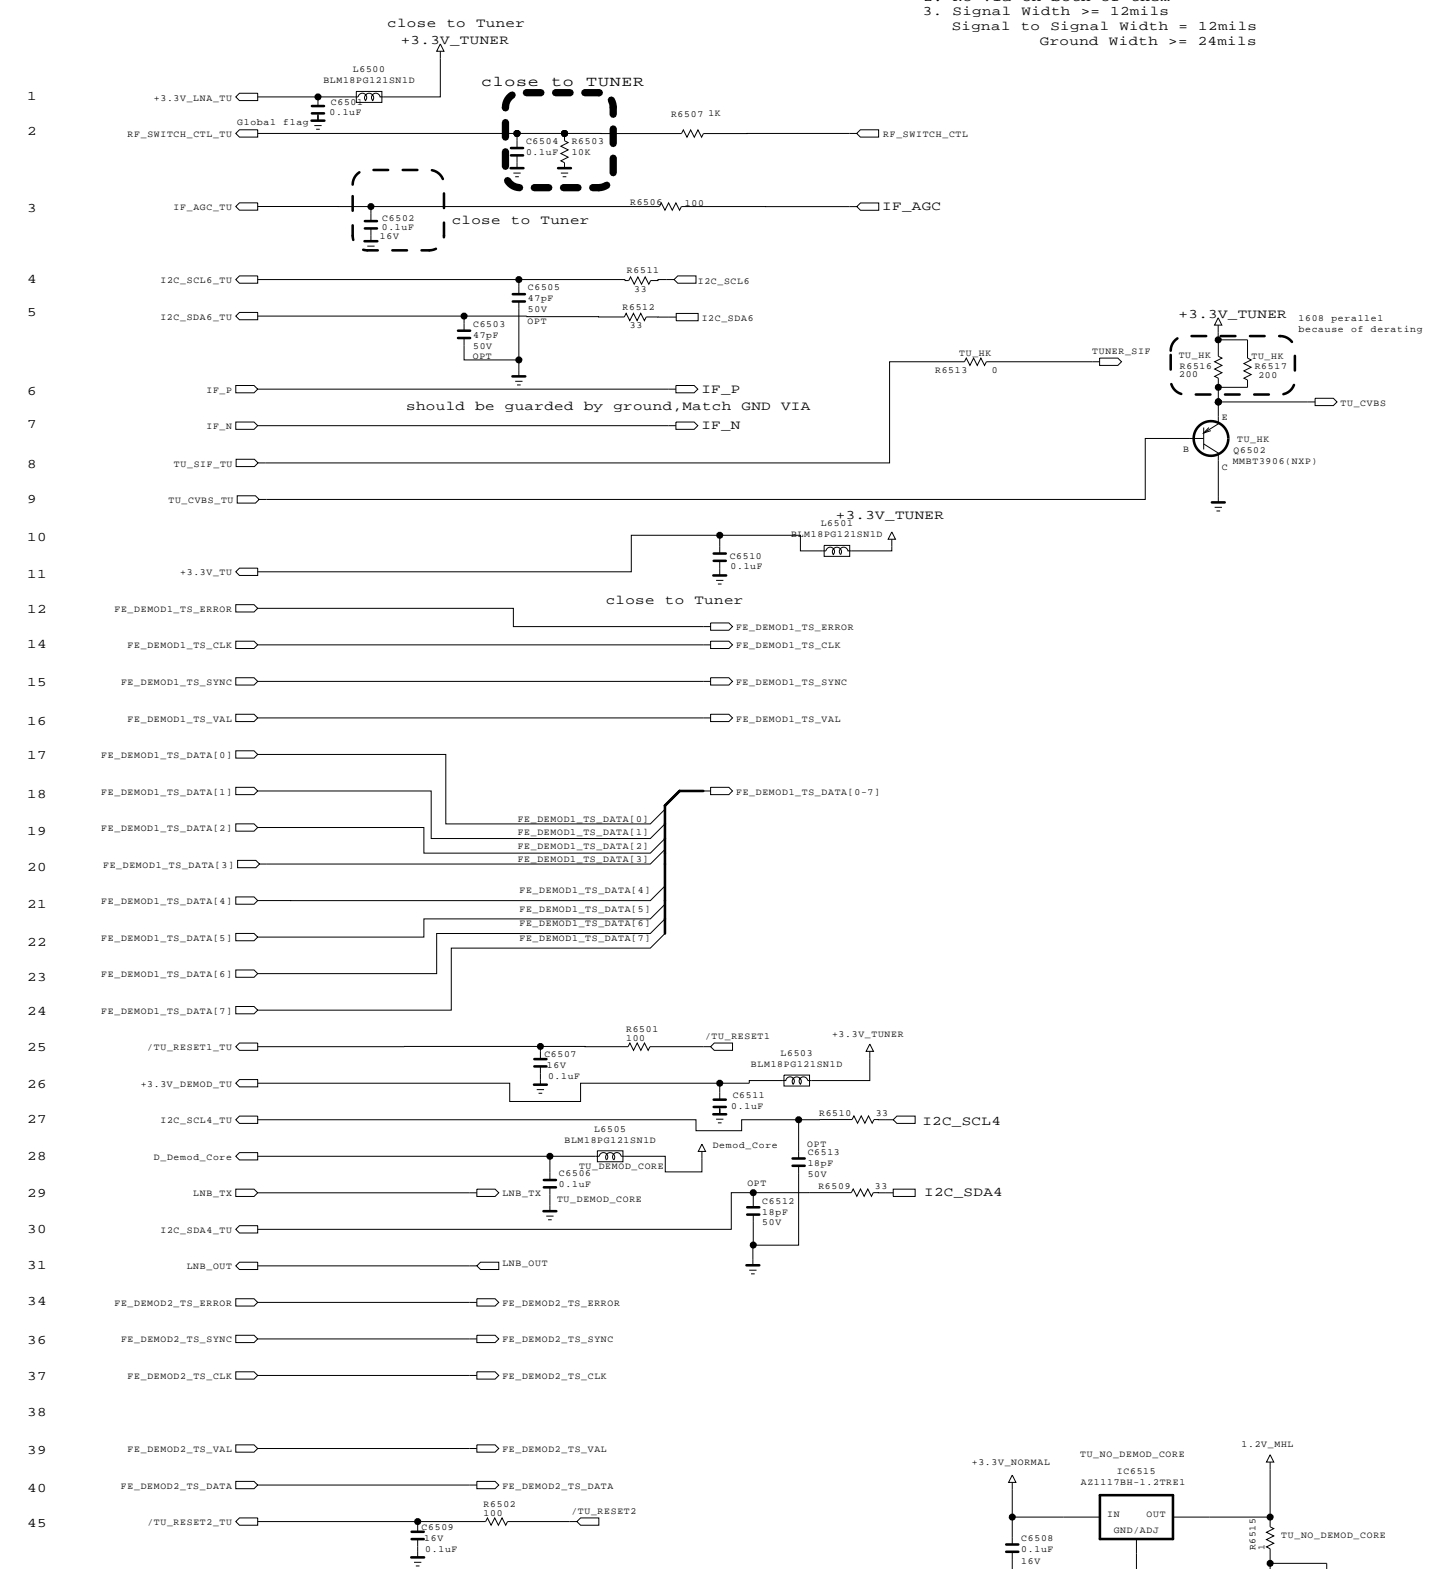 3. Signal Width >= 12mils
Signal to Signal Width = 12mils
Ground Width >= 24mils
close to Tuner
+3.3V_TUNER
L6500
BLM18PG121SN1D
close to TUNER
1
+3.3V_LNA_TU
C6501
0.1uF
Global flag
2
RF_SWITCH_CTL_TU
C6504
0.1uF
R6503
10K
R6507 1K
RF_SWITCH_CTL
3
IF_AGC_TU
C6502
0.1uF
16V
close to Tuner
R6506 100
IF_AGC
4
I2C_SCL6_TU
C6505
47pF
50V
OPT
R6511
33
I2C_SCL6
5
I2C_SDA6_TU
C6503
47pF
50V
OPT
R6512
33
I2C_SDA6
+3.3V_TUNER
1608 perallel
because of derating
TU_HK
R6516
200
TU_HK
R6517
200
TU_CVBS
TU_HK
R6513 0
TUNER_SIF
6
IF_P
IF_P
should be guarded by ground,Match GND VIA
7
IF_N
IF_N
E
B
C
TU_HK
Q6502
MMBT3906(NXP)
8
TU_SIF_TU
9
TU_CVBS_TU
+3.3V_TUNER
L6501
BLM18PG121SN1D
10
C6510
0.1uF
11
+3.3V_TU
close to Tuner
12
FE_DEMOD1_TS_ERROR
FE_DEMOD1_TS_ERROR
14
FE_DEMOD1_TS_CLK
FE_DEMOD1_TS_CLK
15
FE_DEMOD1_TS_SYNC
FE_DEMOD1_TS_SYNC
16
FE_DEMOD1_TS_VAL
FE_DEMOD1_TS_VAL
17
FE_DEMOD1_TS_DATA[0]
18
FE_DEMOD1_TS_DATA[1]
FE_DEMOD1_TS_DATA[0-7]
19
FE_DEMOD1_TS_DATA[2]
FE_DEMOD1_TS_DATA[0]
FE_DEMOD1_TS_DATA[1]
FE_DEMOD1_TS_DATA[2]
FE_DEMOD1_TS_DATA[3]
20
FE_DEMOD1_TS_DATA[3]
21
FE_DEMOD1_TS_DATA[4]
FE_DEMOD1_TS_DATA[4]
FE_DEMOD1_TS_DATA[5]
FE_DEMOD1_TS_DATA[6]
FE_DEMOD1_TS_DATA[7]
22
FE_DEMOD1_TS_DATA[5]
23
FE_DEMOD1_TS_DATA[6]
24
FE_DEMOD1_TS_DATA[7]
25
/TU_RESET1_TU
C6507
16V
0.1uF
R6501
100
/TU_RESET1
+3.3V_TUNER
L6503
BLM18PG121SN1D
26
+3.3V_DEMOD_TU
C6511
0.1uF
27
I2C_SCL4_TU
R6510 33
I2C_SCL4
L6505
BLM18PG121SN1D
TU_DEMOD_CORE
Demod_Core
OPT
C6513
18pF
50V
28
D_Demod_Core
C6506
0.1uF
TU_DEMOD_CORE
29
LNB_TX
LNB_TX
OPT
C6512
18pF
50V
R6509 33
I2C_SDA4
30
I2C_SDA4_TU
31
LNB_OUT
LNB_OUT
34
FE_DEMOD2_TS_ERROR
FE_DEMOD2_TS_ERROR
36
FE_DEMOD2_TS_SYNC
FE_DEMOD2_TS_SYNC
37
FE_DEMOD2_TS_CLK
FE_DEMOD2_TS_CLK
38
39
FE_DEMOD2_TS_VAL
FE_DEMOD2_TS_VAL
40
FE_DEMOD2_TS_DATA
FE_DEMOD2_TS_DATA
45
/TU_RESET2_TU
C6509
16V
0.1uF
R6502
100
/TU_RESET2
+3.3V_NORMAL
TU_NO_DEMOD_CORE
IC6515
AZ1117BH-1.2TRE1
1.2V_MHL
IN OUT
GND/ADJ
C6508
0.1uF
16V
R6515
1
TU_NO_DEMOD_CORE